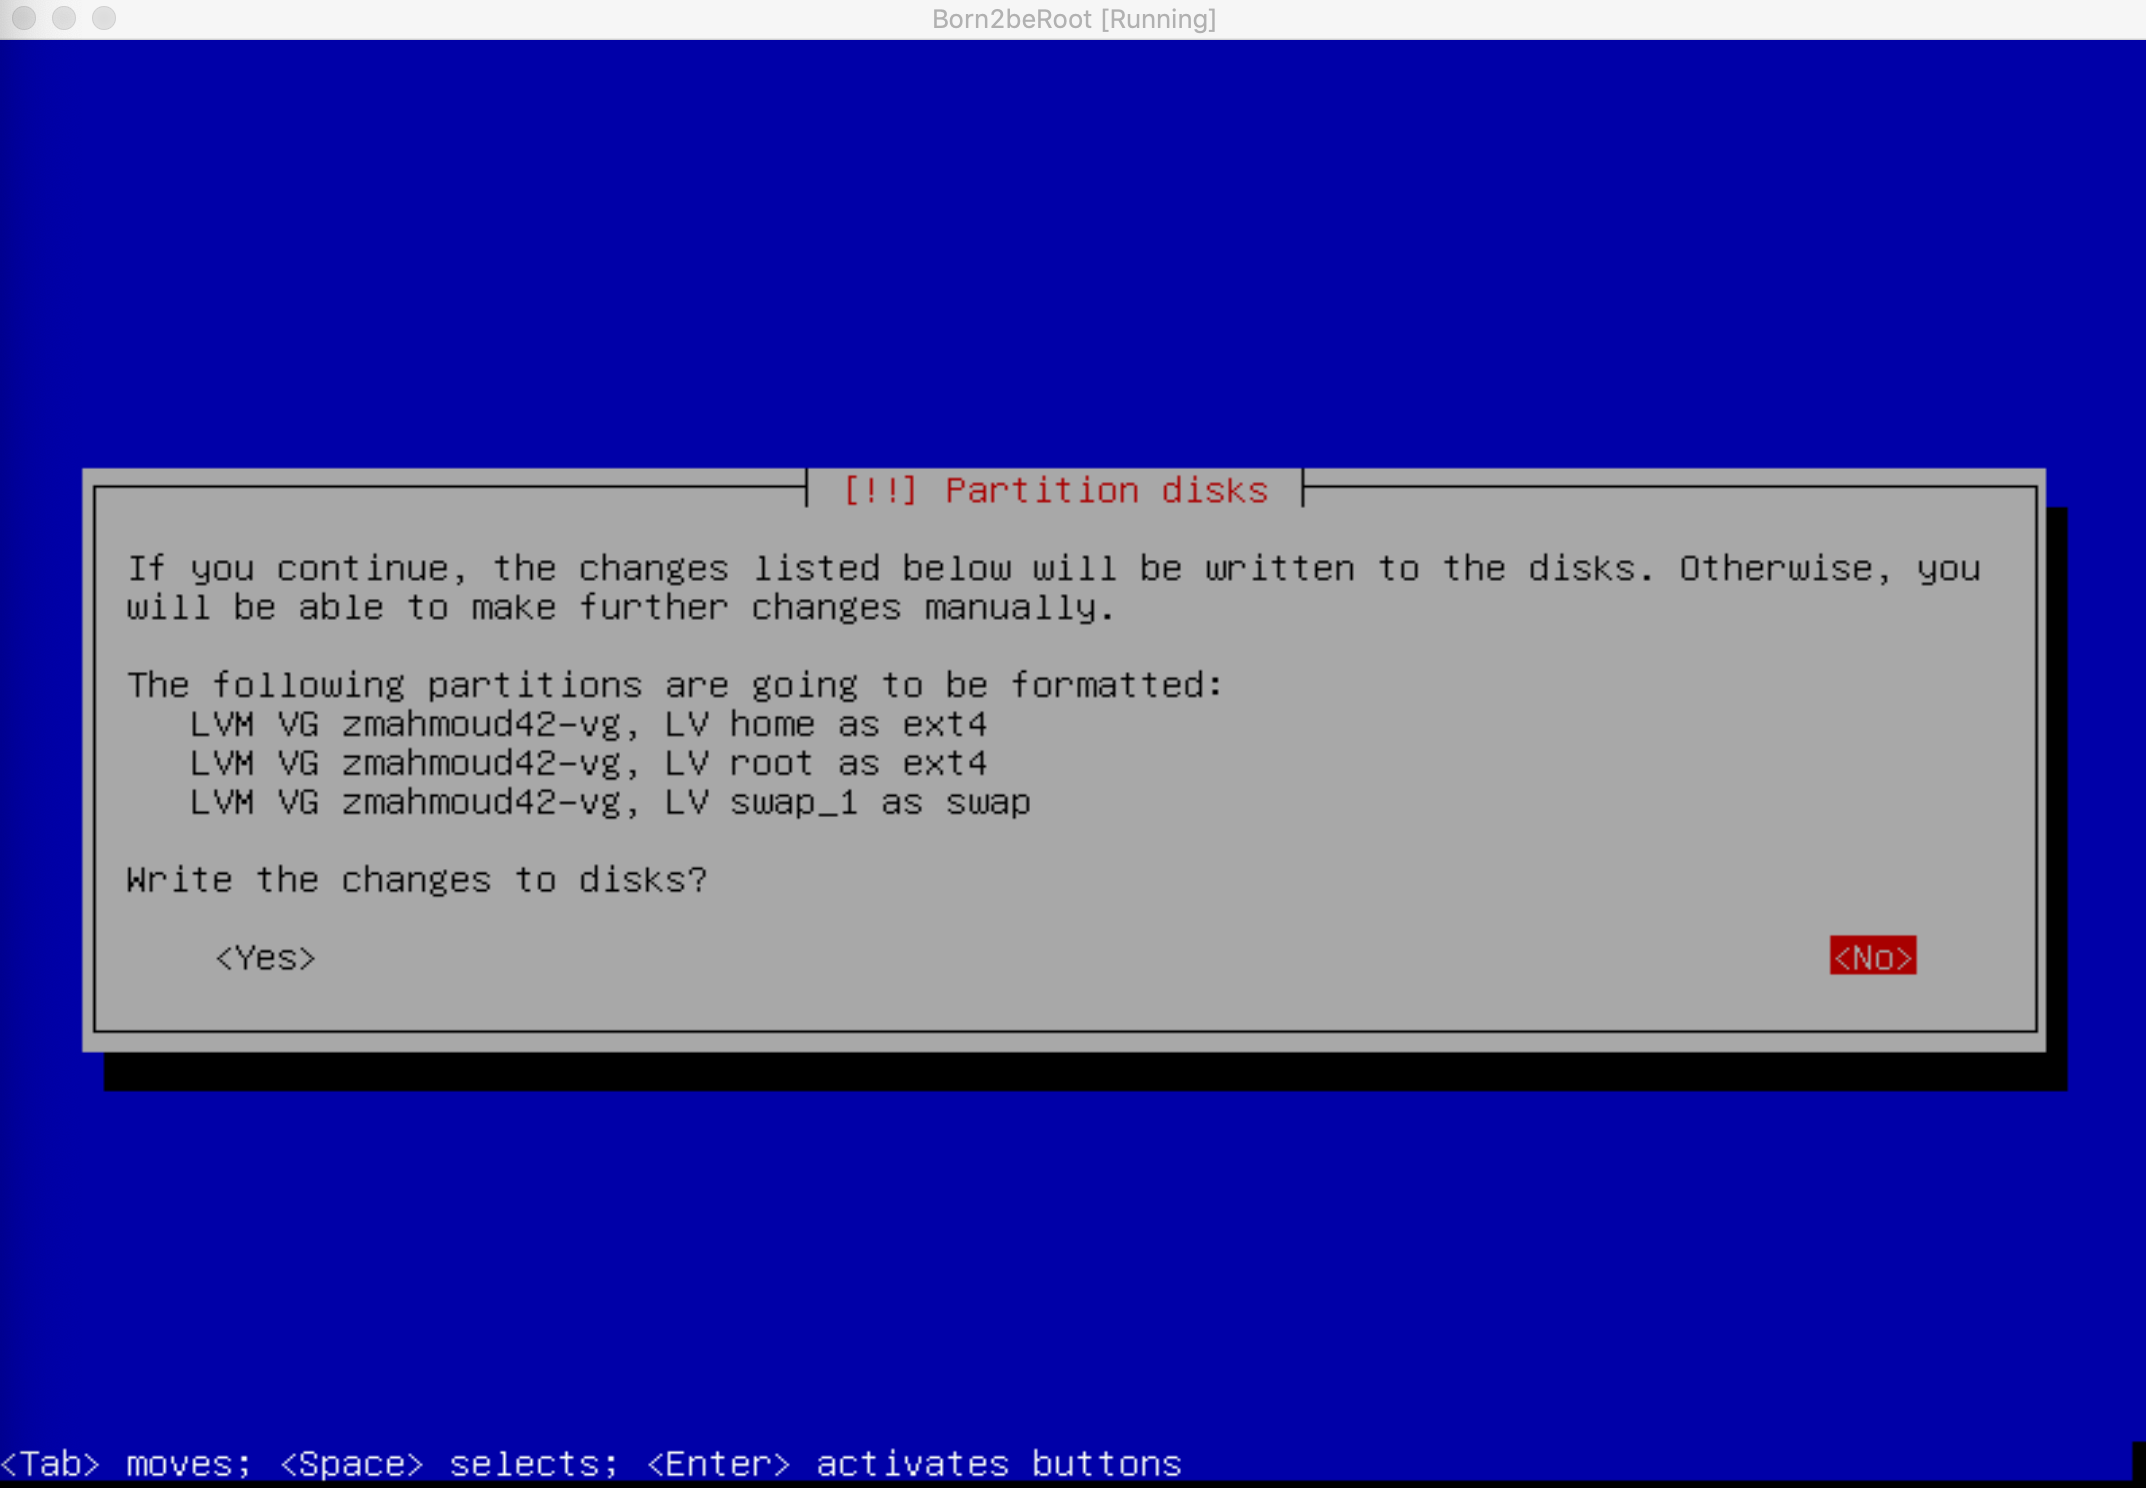 Born2beRoot [Running]
[!!] Partition disks
If you continue, the changes listed below will be written to the disks. Otherwise, you
will be able to make further changes manually.
The following partitions are going to be formatted:
LVM VG zmahmoud42-vg, LV home as ext4
LVM VG zmahmoud42-vg, LV root as ext4
LVM VG zmahmoud42-vg, LV swap_1 as swap
Write the changes to disks?
<Yes> <No>
<Tab> moves; <Space> selects; <Enter> activates buttons